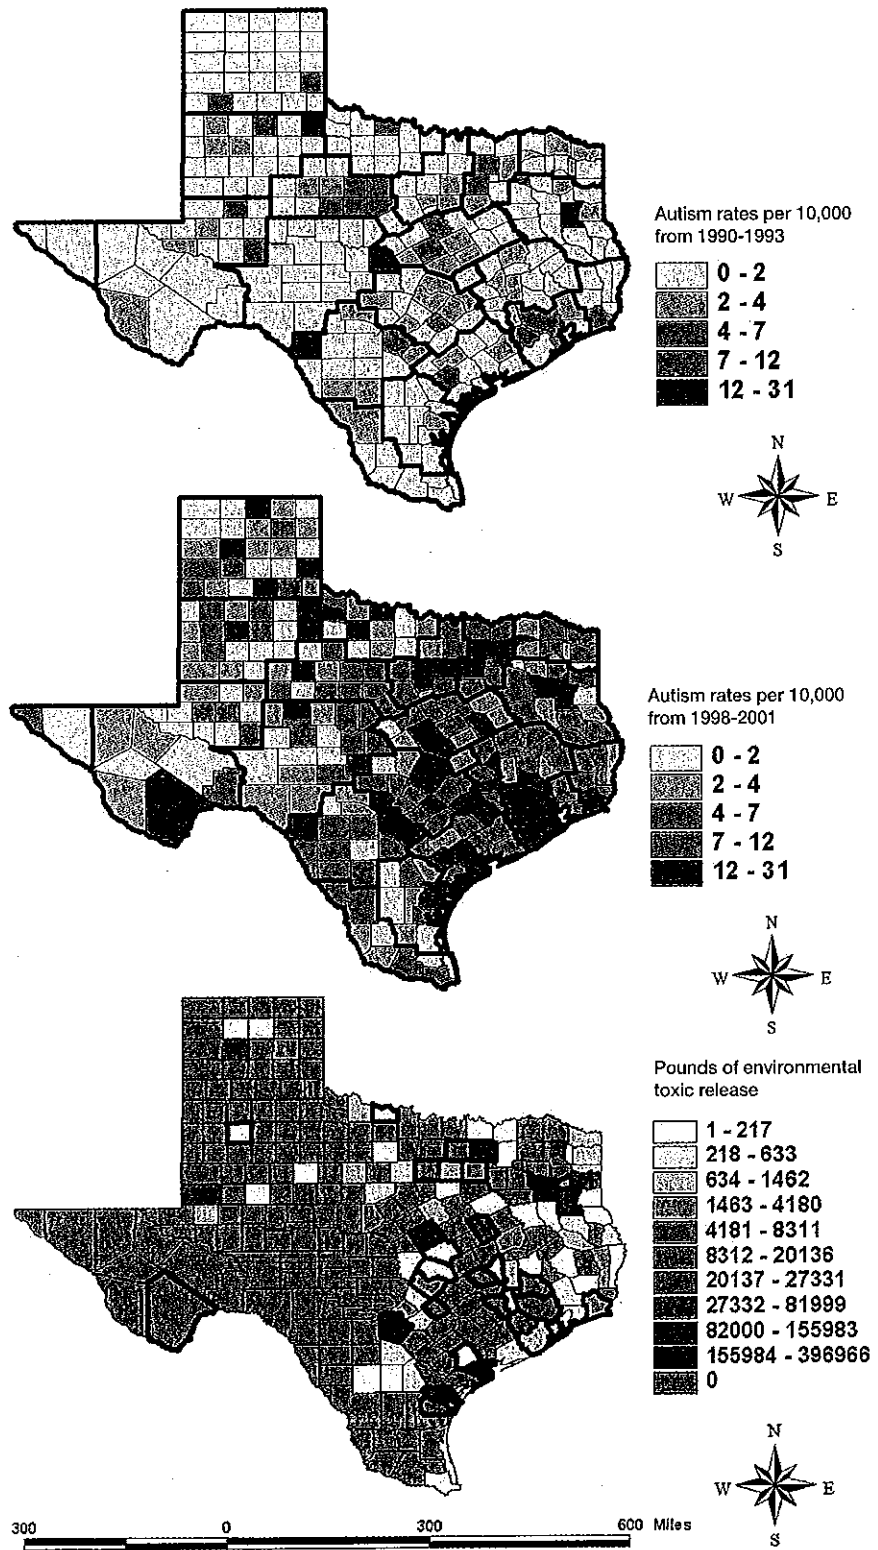 Autism rates per 10,000
from 1990-1993
0 - 2
2 - 4
4 - 7
7 - 12
12 - 31
N
W E
S
Autism rates per 10,000
from 1998-2001
0 - 2
2 - 4
4 - 7
7 - 12
12 - 31
N
W E
S
Pounds of environmental
toxic release
1 - 217
218 - 633
634 - 1462
1463 - 4180
4181 - 8311
8312 - 20136
20137 - 27331
27332 - 81999
82000 - 155983
155984 - 396966
0
N
W E
S
300 0 300 600 Miles